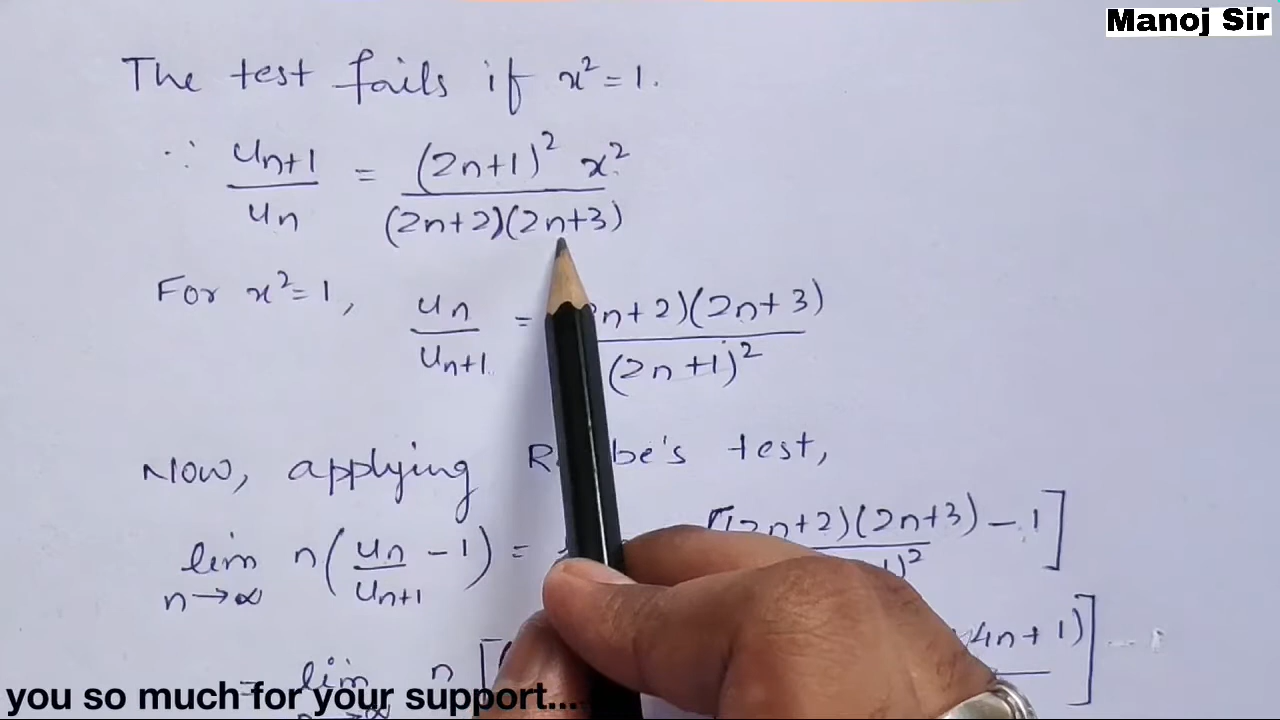 Manoj Sir
The test fails if x² = 1.
∵ uₙ₊₁/uₙ = (2n+1)² x² / (2n+2)(2n+3)
For x² = 1, uₙ/uₙ₊₁ = n+2)(2n+3) / (2n+1)²
Now, applying R be's test,
lim n→∞ n(uₙ/uₙ₊₁ - 1) = [(2n+2)(2n+3) - 1]
= lim n→∞ n [ 4n+1)]
you so much for your support...